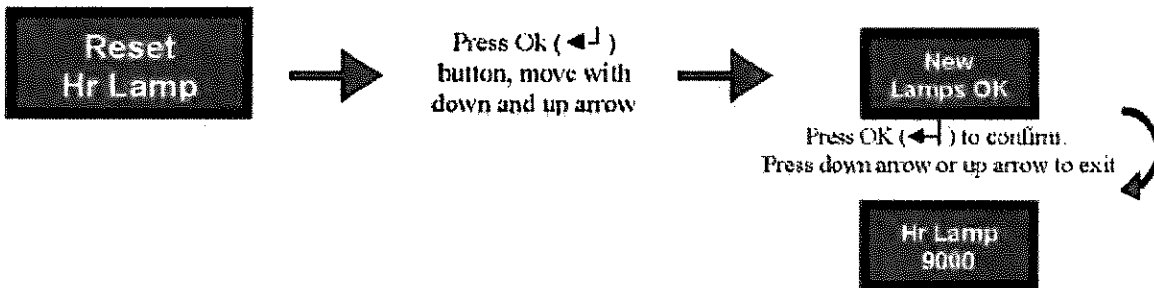 Reset
Hr Lamp
Press Ok (↵)
button, move with
down and up arrow
New
Lamps OK
Press OK (↵) to confirm.
Press down arrow or up arrow to exit
Hr Lamp
9000